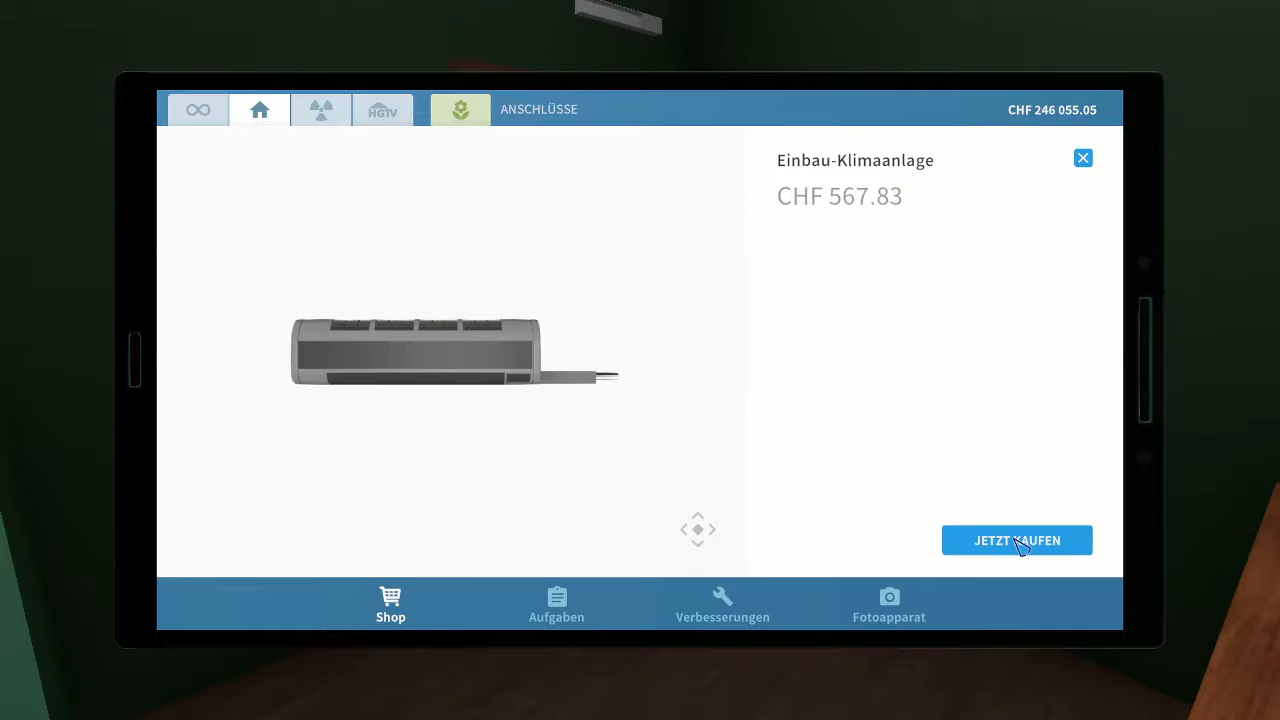 HGTV
ANSCHLÜSSE
CHF 246 055.05
Einbau-Klimaanlage
CHF 567.83
JETZT KAUFEN
Shop
Aufgaben
Verbesserungen
Fotoapparat